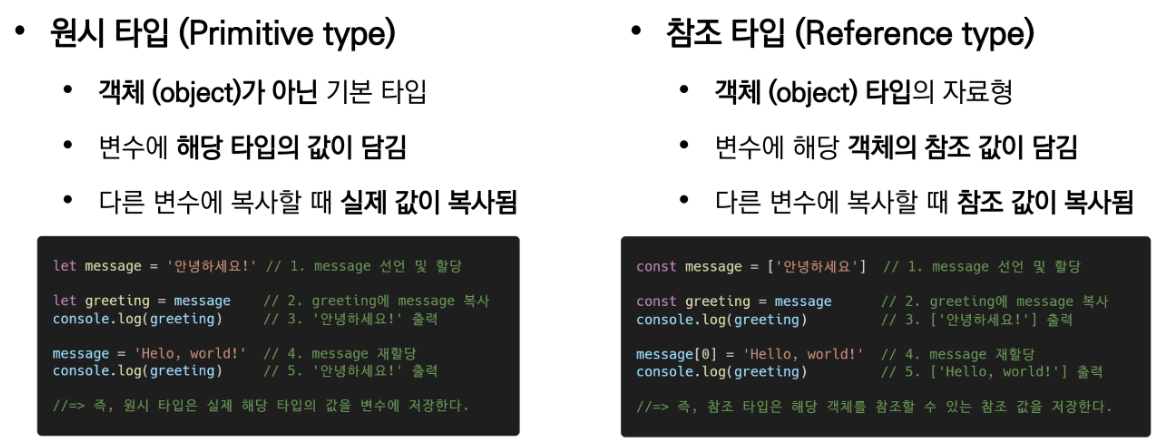 • 원시 타입 (Primitive type)
• 객체 (object)가 아닌 기본 타입
• 변수에 해당 타입의 값이 담김
• 다른 변수에 복사할 때 실제 값이 복사됨
let message = '안녕하세요!' // 1. message 선언 및 할당
let greeting = message // 2. greeting에 message 복사
console.log(greeting) // 3. '안녕하세요!' 출력
message = 'Helo, world!' // 4. message 재할당
console.log(greeting) // 5. '안녕하세요!' 출력
//=> 즉, 원시 타입은 실제 해당 타입의 값을 변수에 저장한다.
• 참조 타입 (Reference type)
• 객체 (object) 타입의 자료형
• 변수에 해당 객체의 참조 값이 담김
• 다른 변수에 복사할 때 참조 값이 복사됨
const message = ['안녕하세요'] // 1. message 선언 및 할당
const greeting = message // 2. greeting에 message 복사
console.log(greeting) // 3. ['안녕하세요!'] 출력
message[0] = 'Hello, world!' // 4. message 재할당
console.log(greeting) // 5. ['Hello, world!'] 출력
//=> 즉, 참조 타입은 해당 객체를 참조할 수 있는 참조 값을 저장한다.